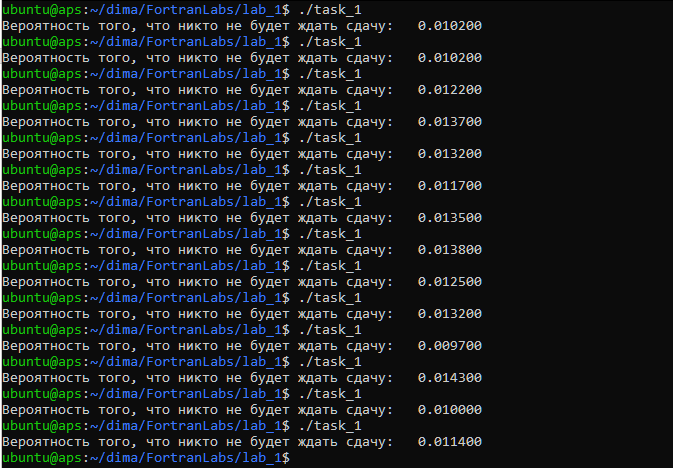 ubuntu@aps:~/dima/FortranLabs/lab_1$ ./task_1
Вероятность того, что никто не будет ждать сдачу:   0.010200
ubuntu@aps:~/dima/FortranLabs/lab_1$ ./task_1
Вероятность того, что никто не будет ждать сдачу:   0.010200
ubuntu@aps:~/dima/FortranLabs/lab_1$ ./task_1
Вероятность того, что никто не будет ждать сдачу:   0.012200
ubuntu@aps:~/dima/FortranLabs/lab_1$ ./task_1
Вероятность того, что никто не будет ждать сдачу:   0.013700
ubuntu@aps:~/dima/FortranLabs/lab_1$ ./task_1
Вероятность того, что никто не будет ждать сдачу:   0.013200
ubuntu@aps:~/dima/FortranLabs/lab_1$ ./task_1
Вероятность того, что никто не будет ждать сдачу:   0.011700
ubuntu@aps:~/dima/FortranLabs/lab_1$ ./task_1
Вероятность того, что никто не будет ждать сдачу:   0.013500
ubuntu@aps:~/dima/FortranLabs/lab_1$ ./task_1
Вероятность того, что никто не будет ждать сдачу:   0.013800
ubuntu@aps:~/dima/FortranLabs/lab_1$ ./task_1
Вероятность того, что никто не будет ждать сдачу:   0.012500
ubuntu@aps:~/dima/FortranLabs/lab_1$ ./task_1
Вероятность того, что никто не будет ждать сдачу:   0.013200
ubuntu@aps:~/dima/FortranLabs/lab_1$ ./task_1
Вероятность того, что никто не будет ждать сдачу:   0.009700
ubuntu@aps:~/dima/FortranLabs/lab_1$ ./task_1
Вероятность того, что никто не будет ждать сдачу:   0.014300
ubuntu@aps:~/dima/FortranLabs/lab_1$ ./task_1
Вероятность того, что никто не будет ждать сдачу:   0.010000
ubuntu@aps:~/dima/FortranLabs/lab_1$ ./task_1
Вероятность того, что никто не будет ждать сдачу:   0.011400
ubuntu@aps:~/dima/FortranLabs/lab_1$